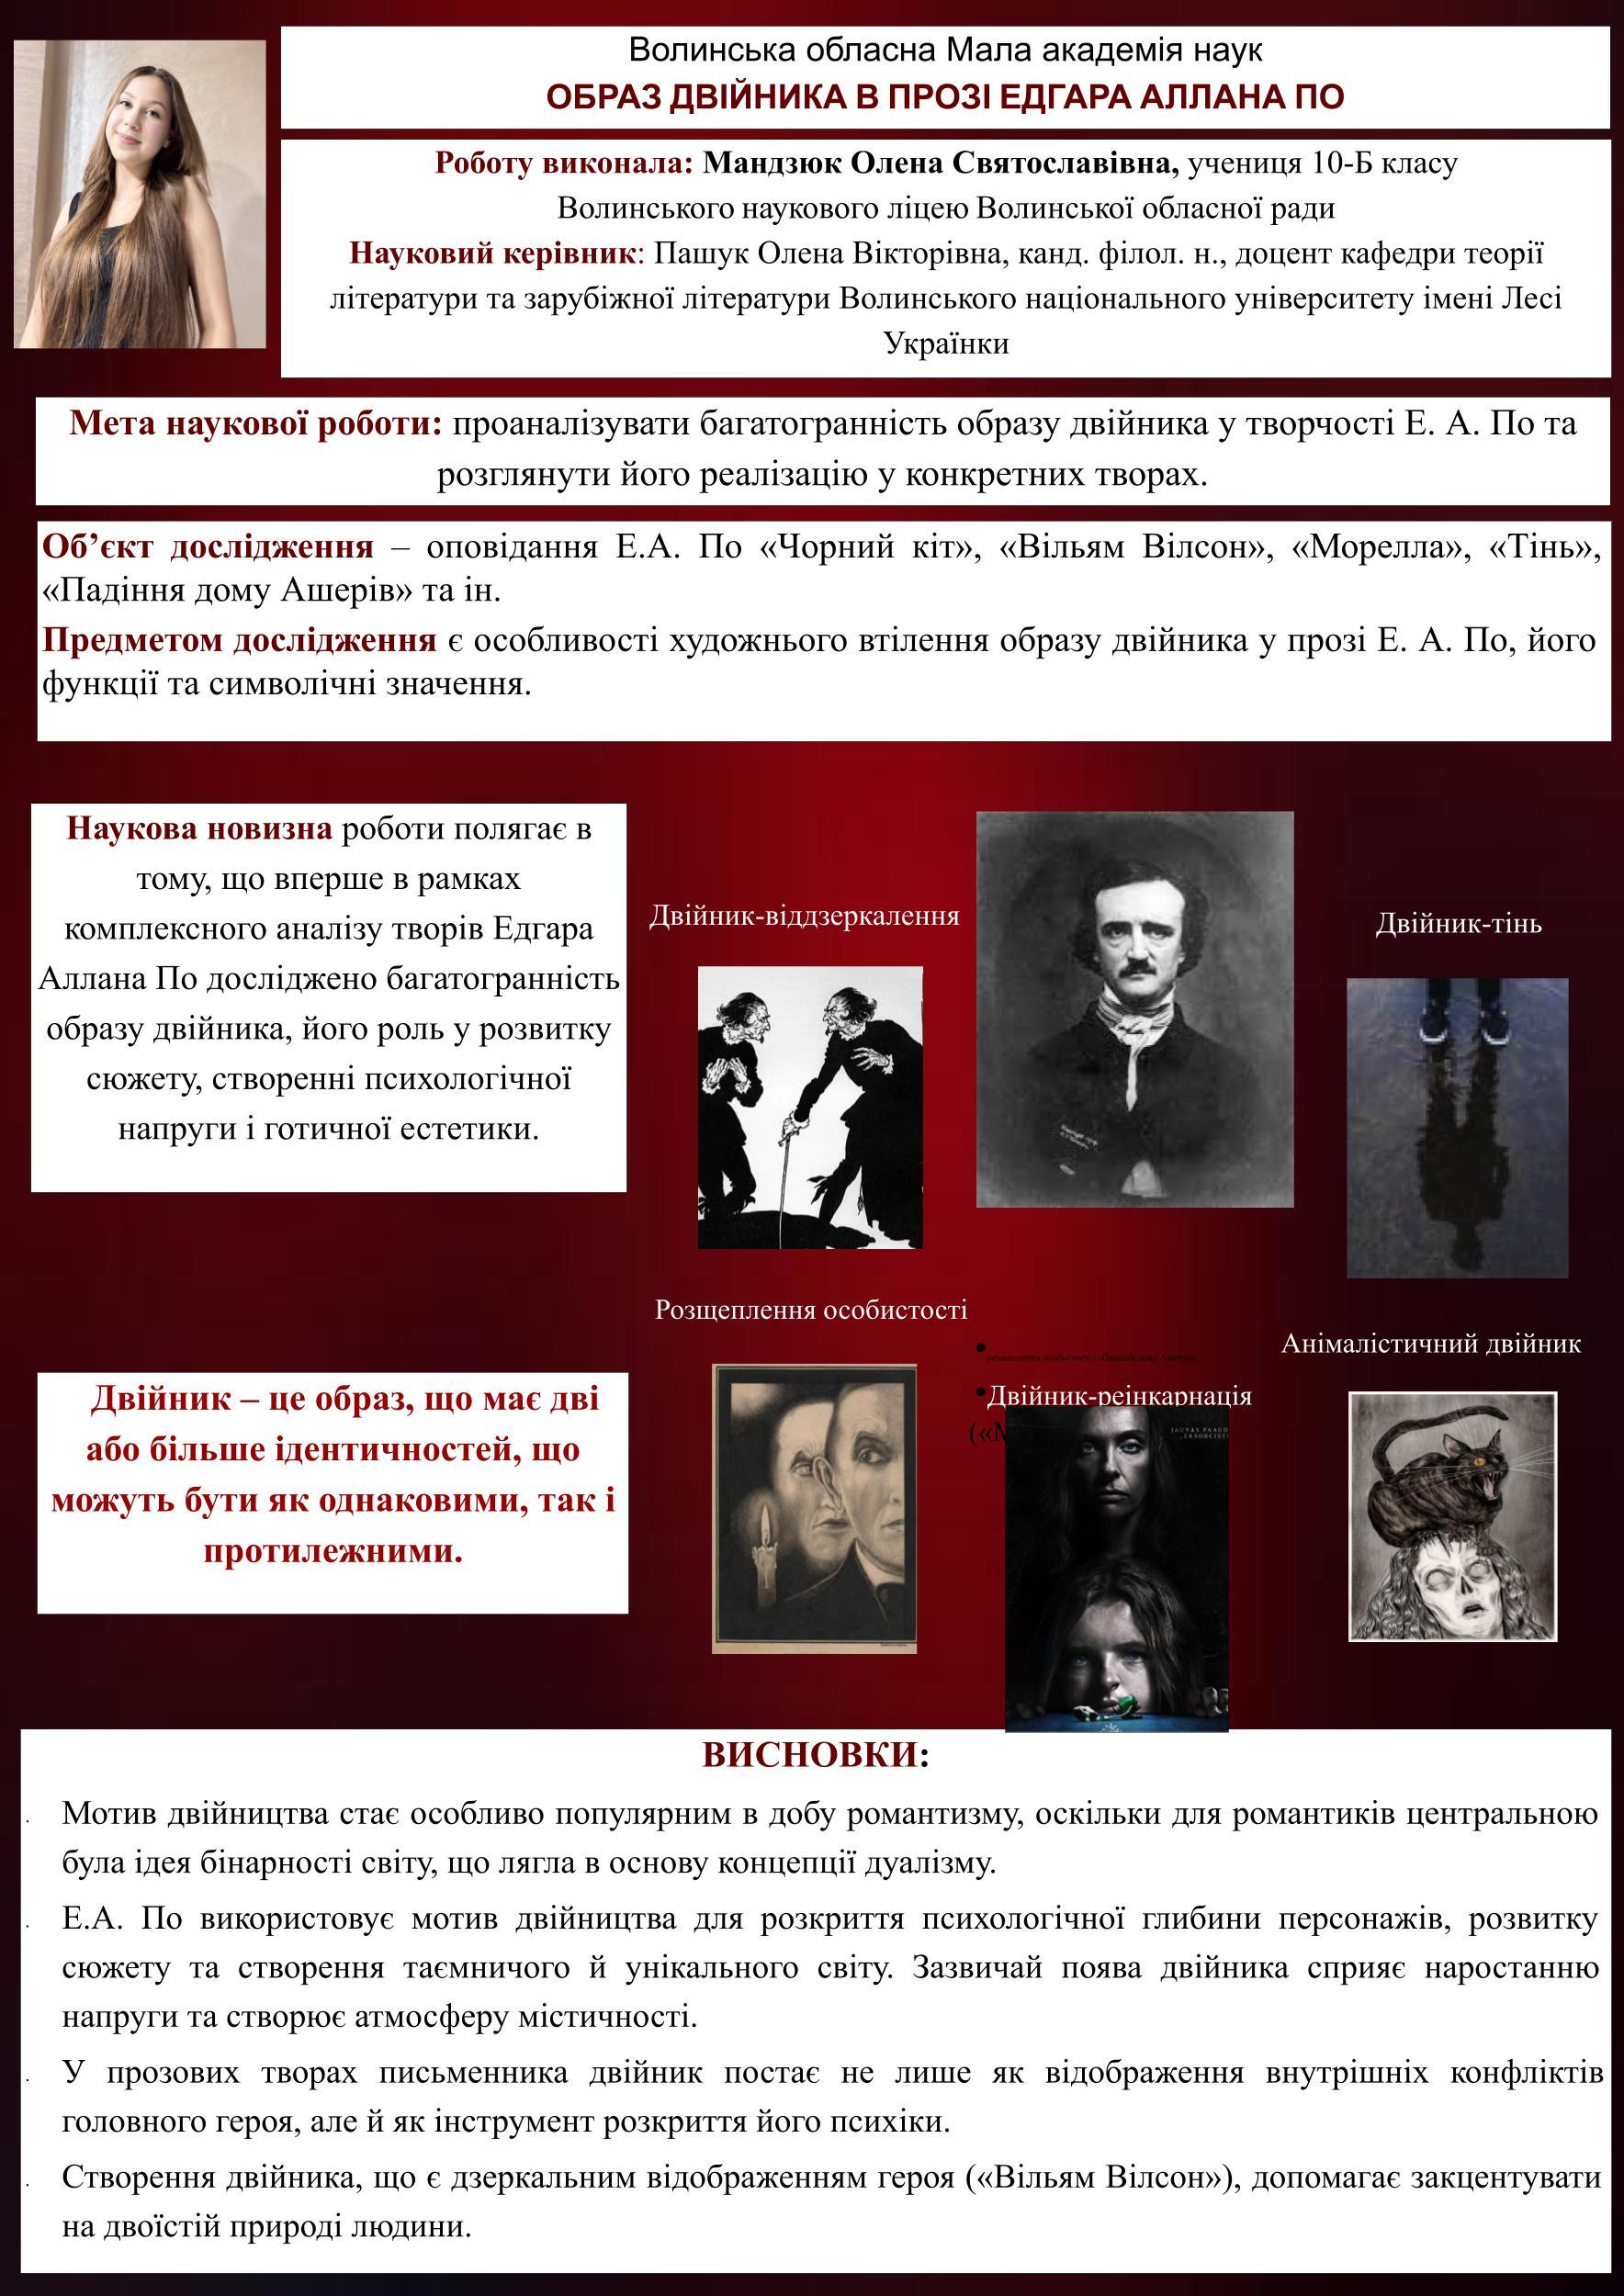 Волинська обласна Мала академія наук
ОБРАЗ ДВІЙНИКА В ПРОЗІ ЕДГАРА АЛЛАНА ПО
Роботу виконала: Мандзюк Олена Святославівна, учениця 10-Б класу
Волинського наукового ліцею Волинської обласної ради
Науковий керівник: Пашук Олена Вікторівна, канд. філол. н., доцент кафедри теорії
літератури та зарубіжної літератури Волинського національного університету імені Лесі
Українки
Мета наукової роботи: проаналізувати багатогранність образу двійника у творчості Е. А. По та
розглянути його реалізацію у конкретних творах.
Об’єкт дослідження – оповідання Е.А. По «Чорний кіт», «Вільям Вілсон», «Морелла», «Тінь»,
«Падіння дому Ашерів» та ін.
Предметом дослідження є особливості художнього втілення образу двійника у прозі Е. А. По, його
функції та символічні значення.
Наукова новизна роботи полягає в
тому, що вперше в рамках
комплексного аналізу творів Едгара
Аллана По досліджено багатогранність
образу двійника, його роль у розвитку
сюжету, створенні психологічної
напруги і готичної естетики.
Двійник-віддзеркалення
Двійник-тінь
Розщеплення особистості
Анімалістичний двійник
• розщеплення особистості («Падіння дому Ашерів»)
•Двійник-реінкарнація
(«М
JAUNAS PAAUD
Двійник – це образ, що має дві
або більше ідентичностей, що
можуть бути як однаковими, так і
протилежними.
ВИСНОВКИ:
· Мотив двійництва стає особливо популярним в добу романтизму, оскільки для романтиків центральною
була ідея бінарності світу, що лягла в основу концепції дуалізму.
· Е.А. По використовує мотив двійництва для розкриття психологічної глибини персонажів, розвитку
сюжету та створення таємничого й унікального світу. Зазвичай поява двійника сприяє наростанню
напруги та створює атмосферу містичності.
· У прозових творах письменника двійник постає не лише як відображення внутрішніх конфліктів
головного героя, але й як інструмент розкриття його психіки.
· Створення двійника, що є дзеркальним відображенням героя («Вільям Вілсон»), допомагає закцентувати
на двоїстій природі людини.